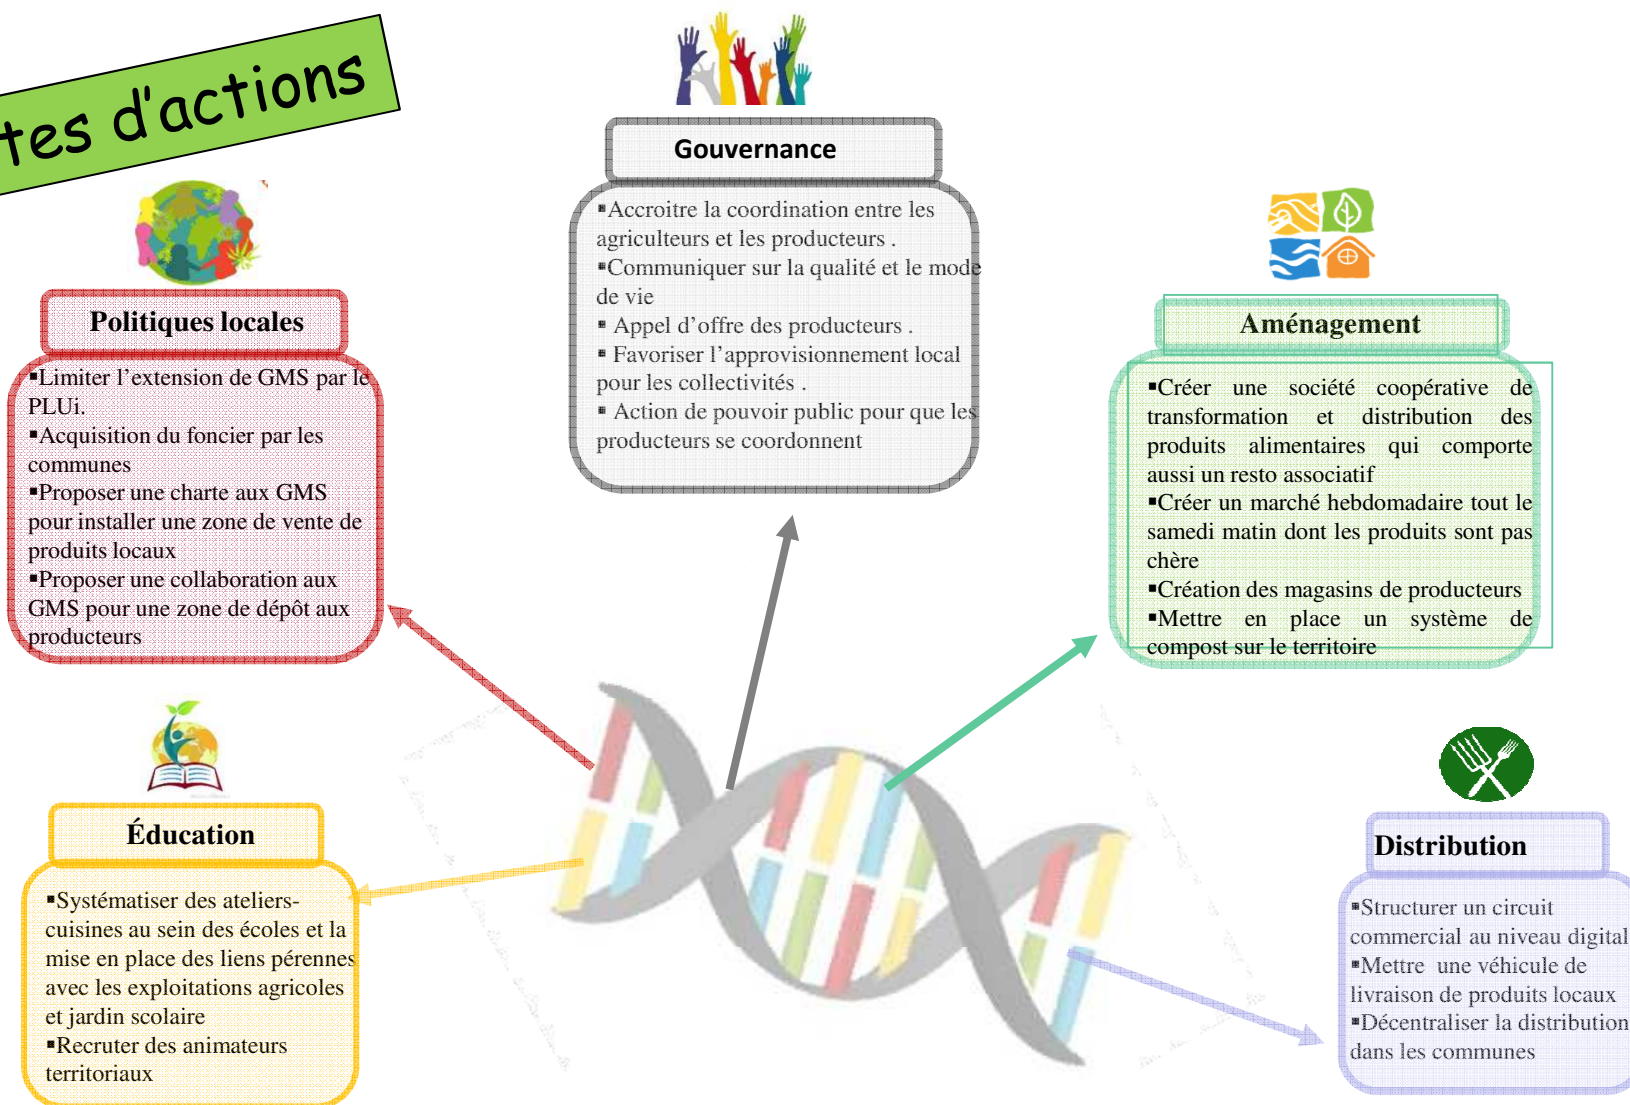 tes d'actions
Gouvernance
▪Accroitre la coordination entre les
agriculteurs et les producteurs .
▪Communiquer sur la qualité et le mode
de vie
▪ Appel d’offre des producteurs .
▪ Favoriser l’approvisionnement local
pour les collectivités .
▪ Action de pouvoir public pour que les
producteurs se coordonnent
Politiques locales
▪Limiter l’extension de GMS par le
PLUi.
▪Acquisition du foncier par les
communes
▪Proposer une charte aux GMS
pour installer une zone de vente de
produits locaux
▪Proposer une collaboration aux
GMS pour une zone de dépôt aux
producteurs
Aménagement
▪Créer une société coopérative de
transformation et distribution des
produits alimentaires qui comporte
aussi un resto associatif
▪Créer un marché hebdomadaire tout le
samedi matin dont les produits sont pas
chère
▪Création des magasins de producteurs
▪Mettre en place un système de
compost sur le territoire
Éducation
▪Systématiser des ateliers-
cuisines au sein des écoles et la
mise en place des liens pérennes
avec les exploitations agricoles
et jardin scolaire
▪Recruter des animateurs
territoriaux
Distribution
▪Structurer un circuit
commercial au niveau digital
▪Mettre une véhicule de
livraison de produits locaux
▪Décentraliser la distribution
dans les communes